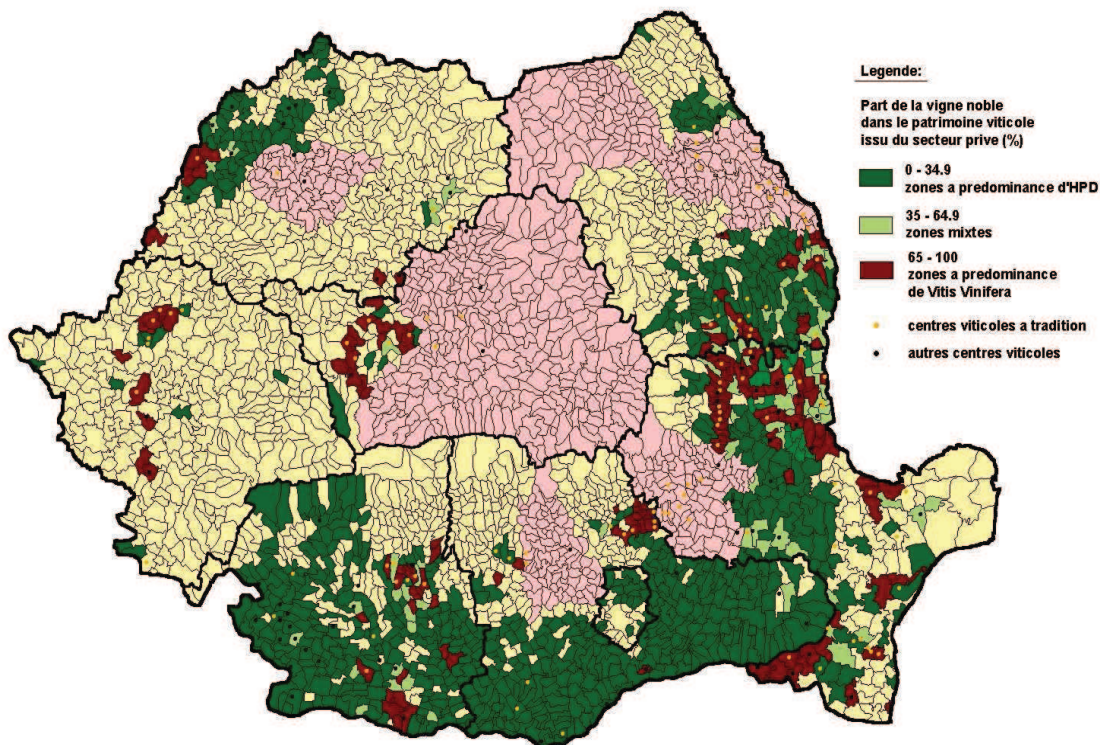 Legende:
Part de la vigne noble
dans le patrimoine viticole
issu du secteur prive (%)
0 - 34.9
zones a predominance d'HPD
35 - 64.9
zones mixtes
65 - 100
zones a predominance
de Vitis Vinifera
centres viticoles a tradition
autres centres viticoles